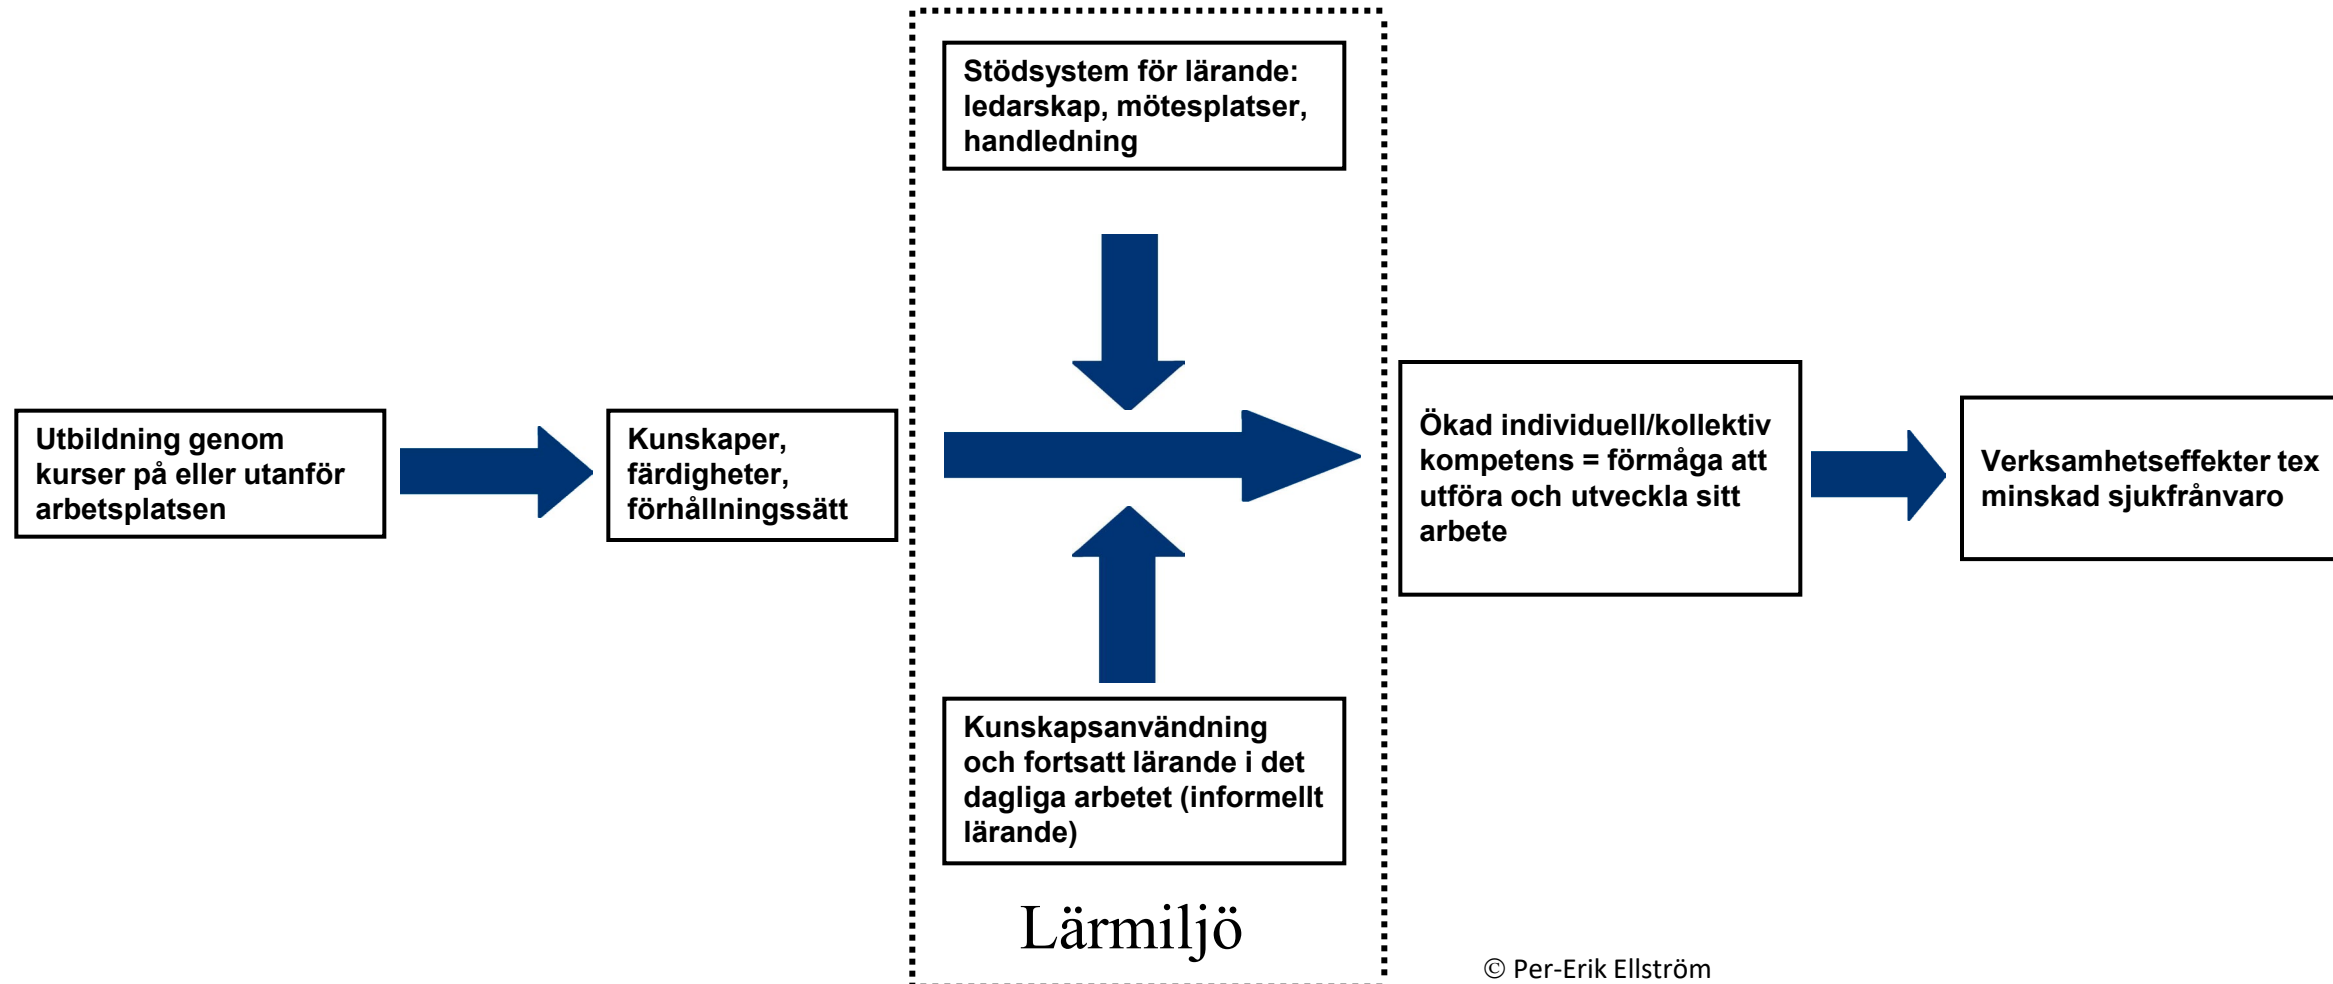 Stödsystem för lärande:
ledarskap, mötesplatser,
handledning
Utbildning genom
kurser på eller utanför
arbetsplatsen
Kunskaper,
färdigheter,
förhållningssätt
Ökad individuell/kollektiv
kompetens = förmåga att
utföra och utveckla sitt
arbete
Verksamhetseffekter tex
minskad sjukfrånvaro
Kunskapsanvändning
och fortsatt lärande i det
dagliga arbetet (informellt
lärande)
Lärmiljö
© Per-Erik Ellström